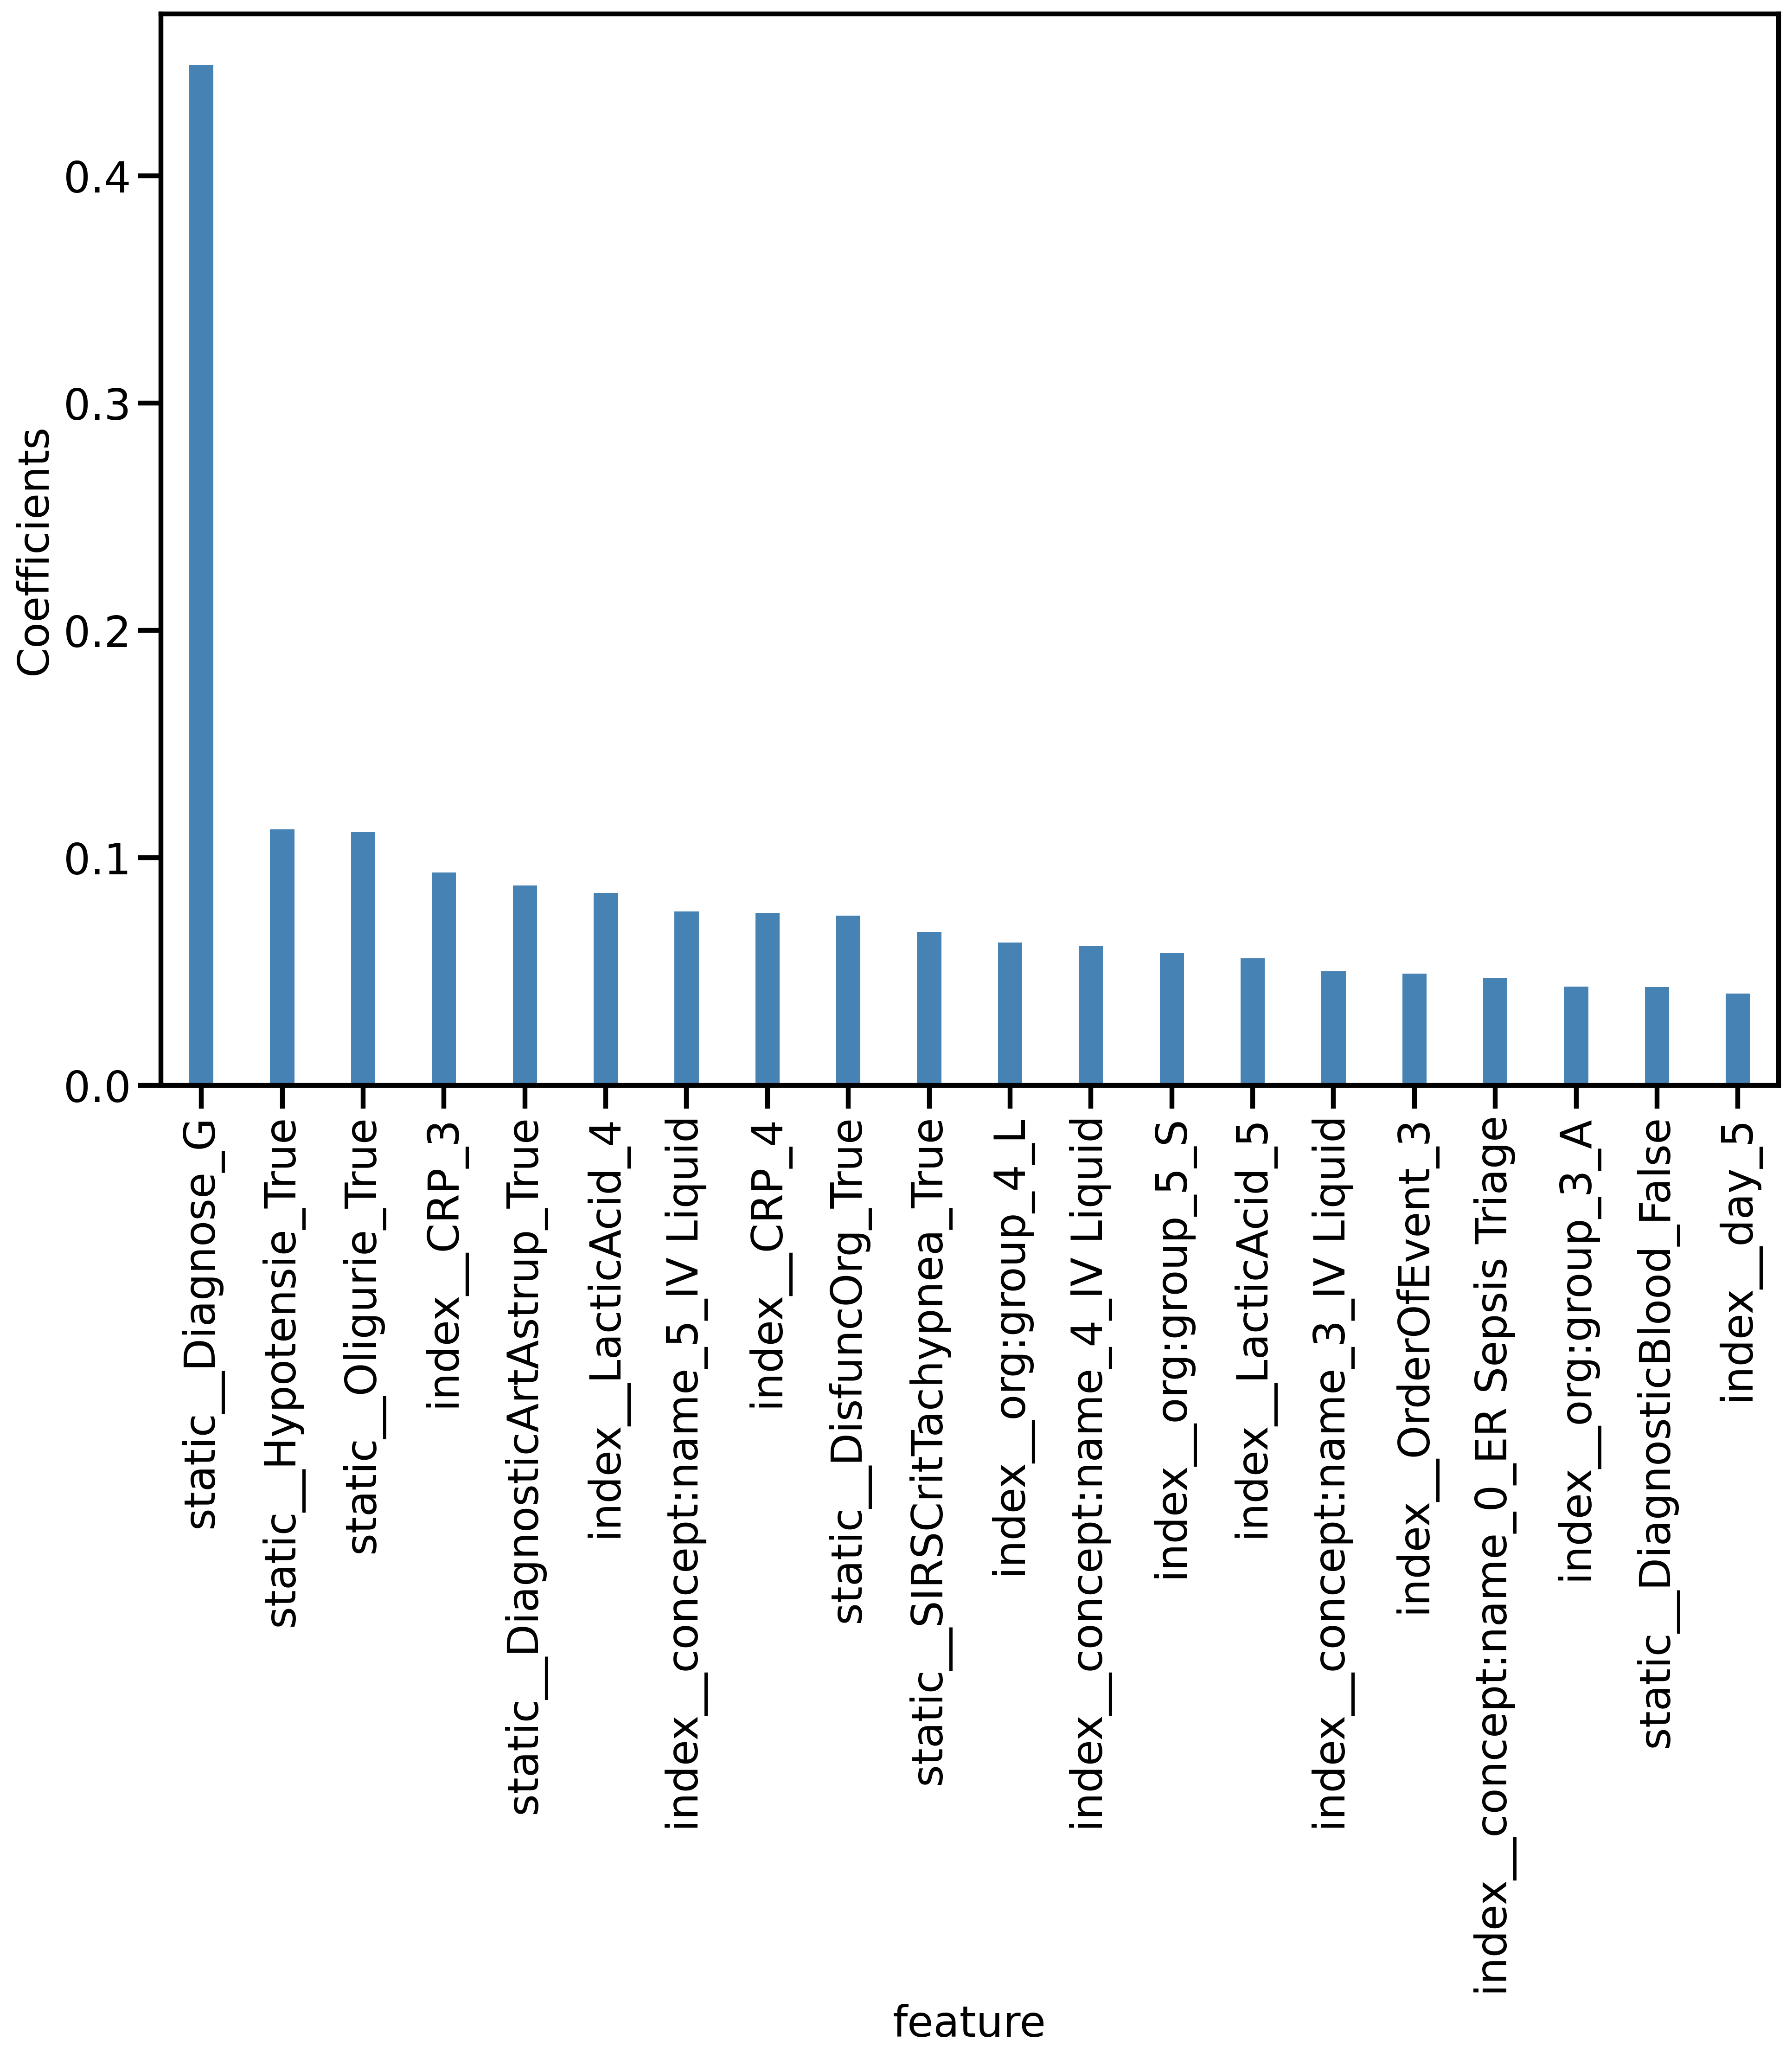 Coefficients
0.4
0.3
0.2
0.1
0.0
static__Diagnose_G
static__Hypotensie_True
static__Oligurie_True
index__CRP_3
static__DiagnosticArtAstrup_True
index__LacticAcid_4
index__concept:name_5_IV Liquid
index__CRP_4
static__DisfuncOrg_True
static__SIRSCritTachypnea_True
index__org:group_4_L
index__concept:name_4_IV Liquid
index__org:group_5_S
index__LacticAcid_5
index__concept:name_3_IV Liquid
index__OrderOfEvent_3
index__concept:name_0_ER Sepsis Triage
index__org:group_3_A
static__DiagnosticBlood_False
index__day_5
feature